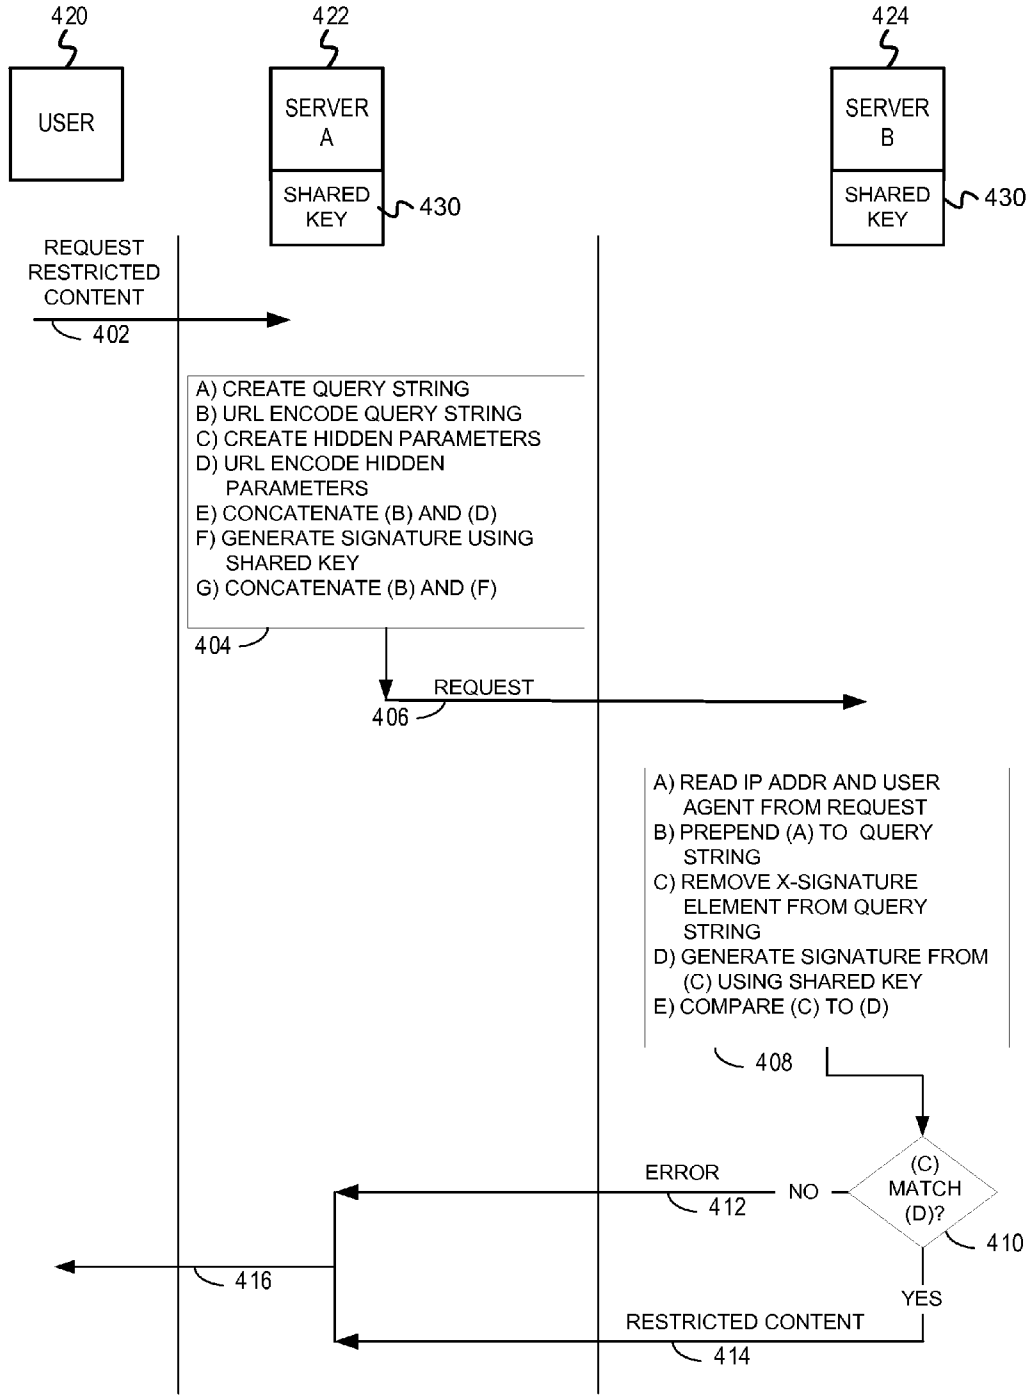 420
422
424
USER
SERVER
A
SERVER
B
SHARED
KEY
430
SHARED
KEY
430
REQUEST
RESTRICTED
CONTENT
402
A) CREATE QUERY STRING
B) URL ENCODE QUERY STRING
C) CREATE HIDDEN PARAMETERS
D) URL ENCODE HIDDEN
PARAMETERS
E) CONCATENATE (B) AND (D)
F) GENERATE SIGNATURE USING
SHARED KEY
G) CONCATENATE (B) AND (F)
404
REQUEST
406
A) READ IP ADDR AND USER
AGENT FROM REQUEST
B) PREPEND (A) TO QUERY
STRING
C) REMOVE X-SIGNATURE
ELEMENT FROM QUERY
STRING
D) GENERATE SIGNATURE FROM
(C) USING SHARED KEY
E) COMPARE (C) TO (D)
408
(C)
MATCH
(D)?
410
ERROR
NO
412
416
YES
RESTRICTED CONTENT
414